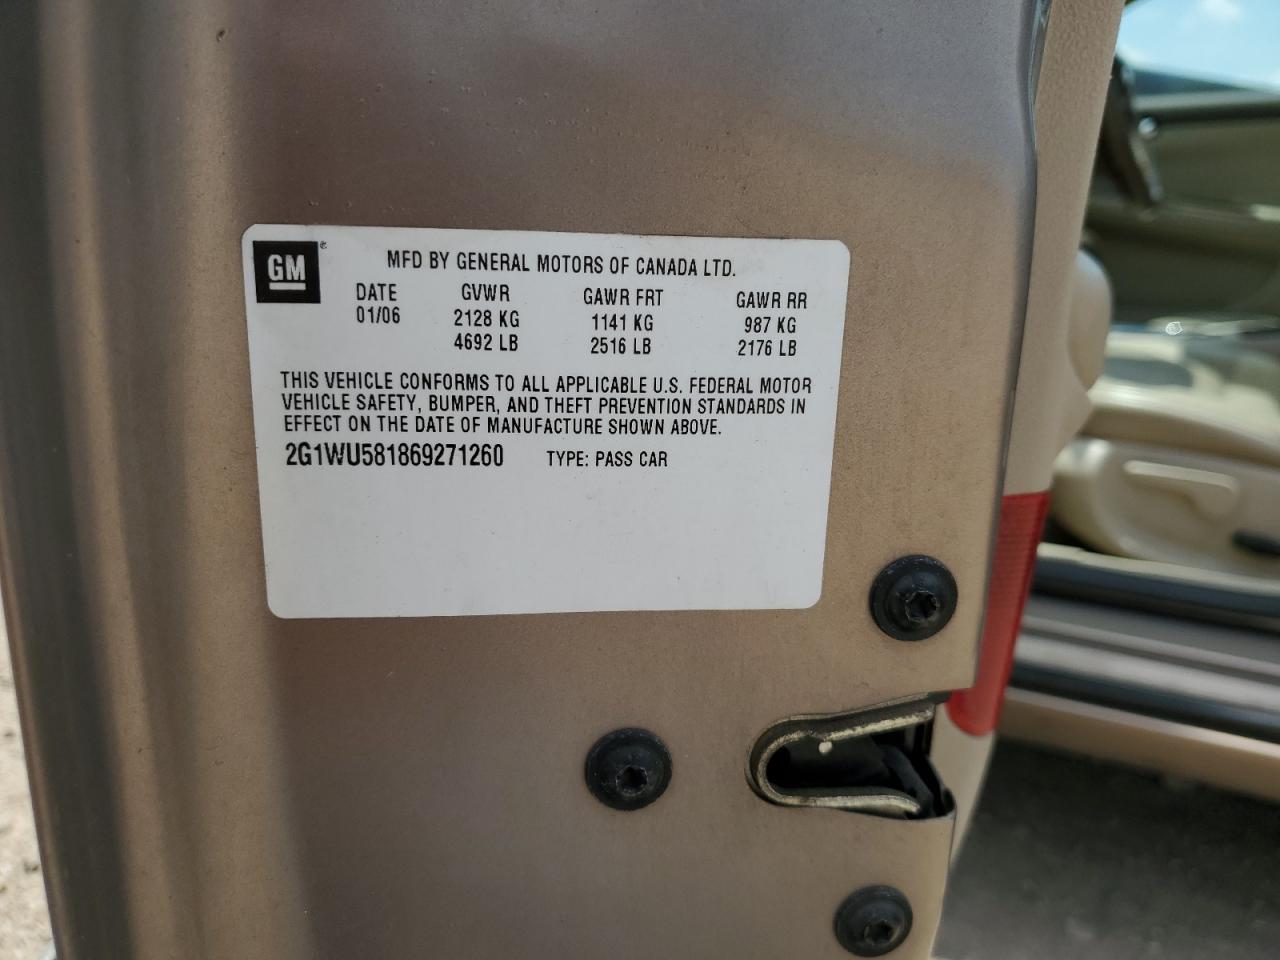 GM ®
MFD BY GENERAL MOTORS OF CANADA LTD.
DATE GVWR GAWR FRT GAWR RR
01/06 2128 KG 1141 KG 987 KG
4692 LB 2516 LB 2176 LB
THIS VEHICLE CONFORMS TO ALL APPLICABLE U.S. FEDERAL MOTOR
VEHICLE SAFETY, BUMPER, AND THEFT PREVENTION STANDARDS IN
EFFECT ON THE DATE OF MANUFACTURE SHOWN ABOVE.
2G1WU581869271260 TYPE: PASS CAR